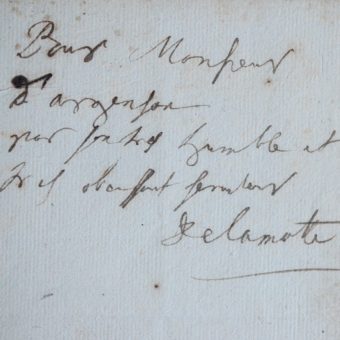 Pour Monsieur
D'argenson
par son tres humble et
tres obeissant serviteur
Delamotte